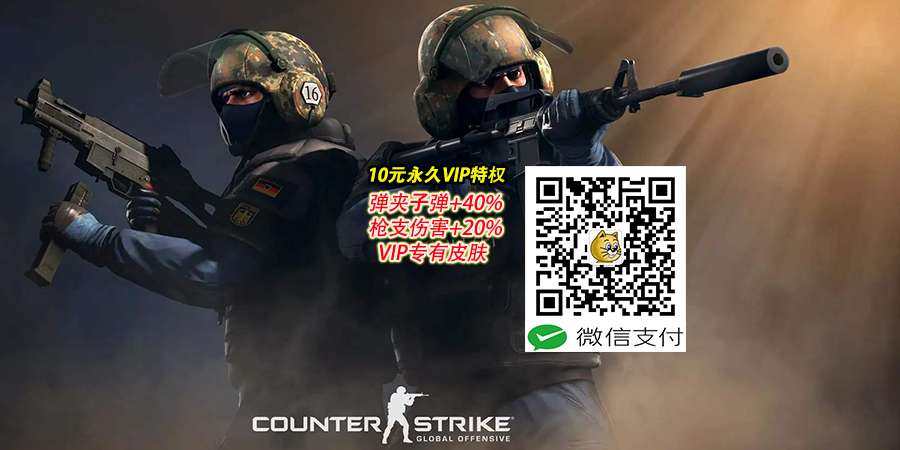 16
10元永久VIP特权
弹夹子弹+40%
枪支伤害+20%
VIP专有皮肤
微信支付
COUNTER STRIKE
GLOBAL OFFENSIVE